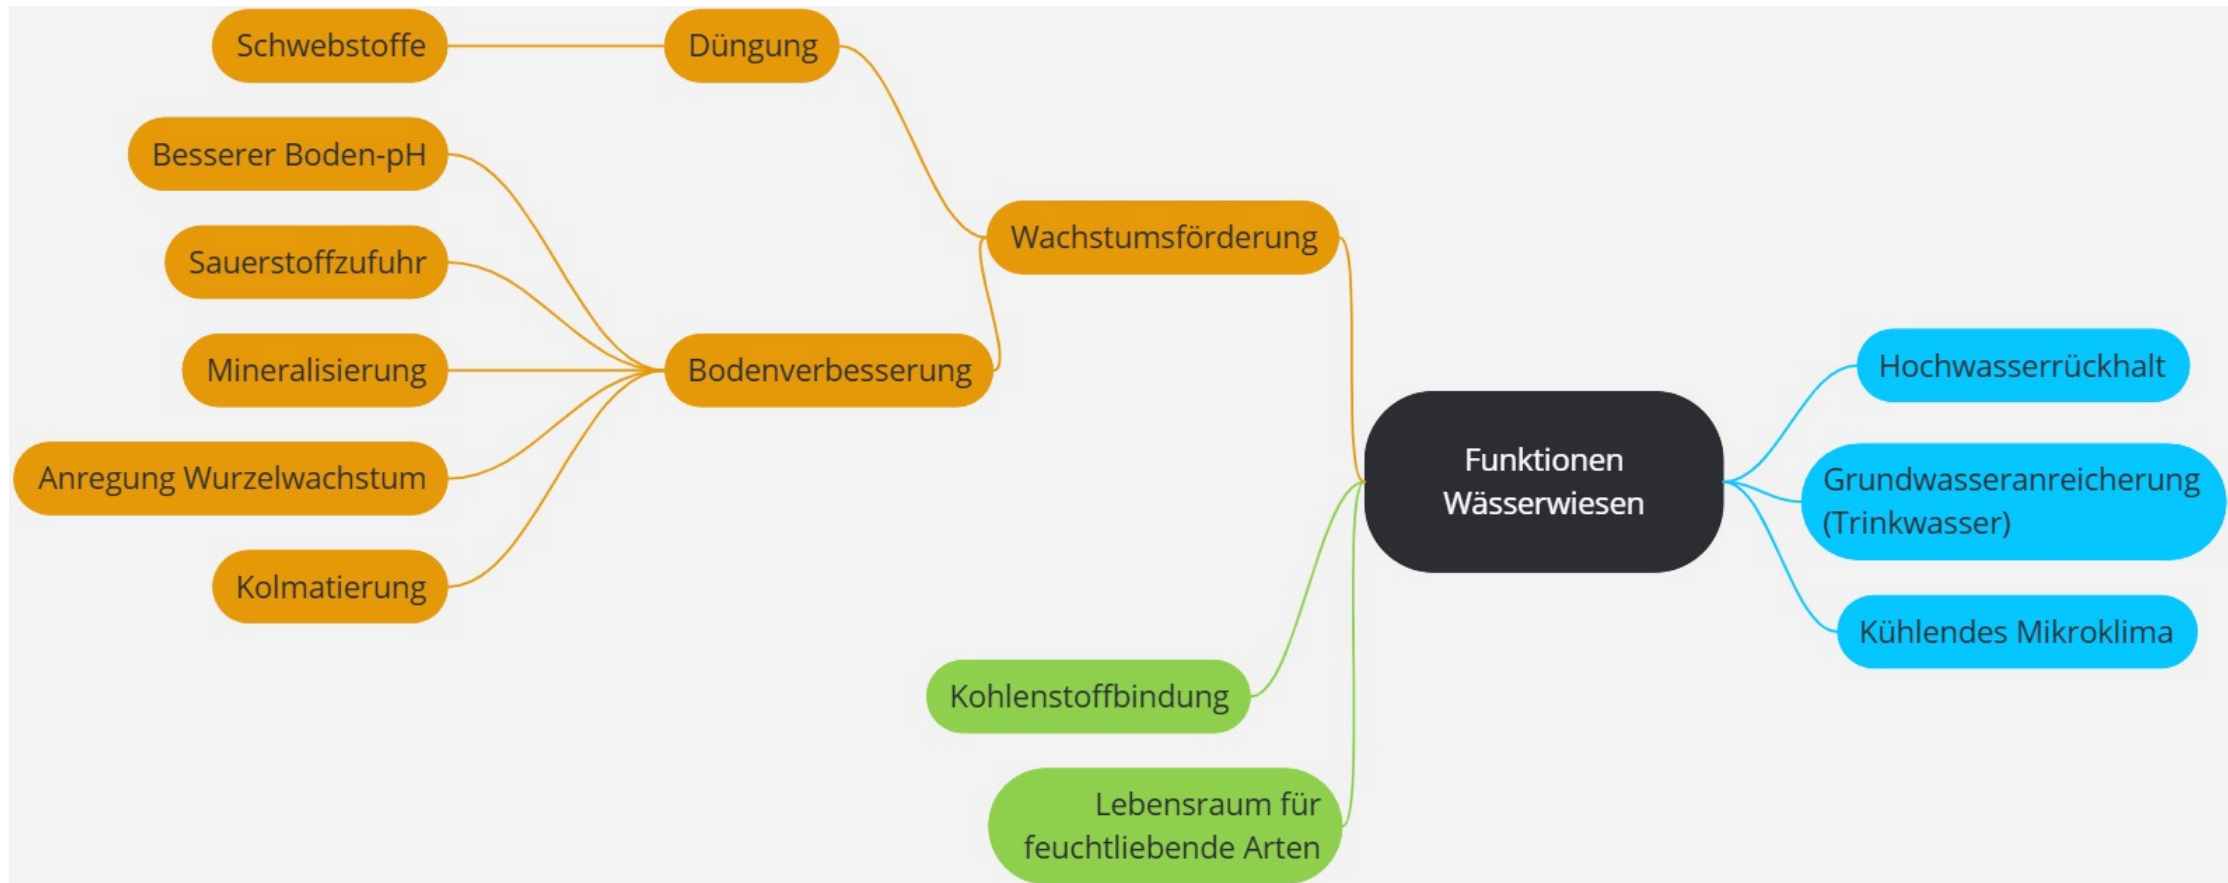 Schwebstoffe
Düngung
Besserer Boden-pH
Sauerstoffzufuhr
Wachstumsförderung
Mineralisierung
Bodenverbesserung
Anregung Wurzelwachstum
Kolmatierung
Funktionen
Wässerwiesen
Hochwasserrückhalt
Grundwasseranreicherung
(Trinkwasser)
Kühlendes Mikroklima
Kohlenstoffbindung
Lebensraum für
feuchtliebende Arten